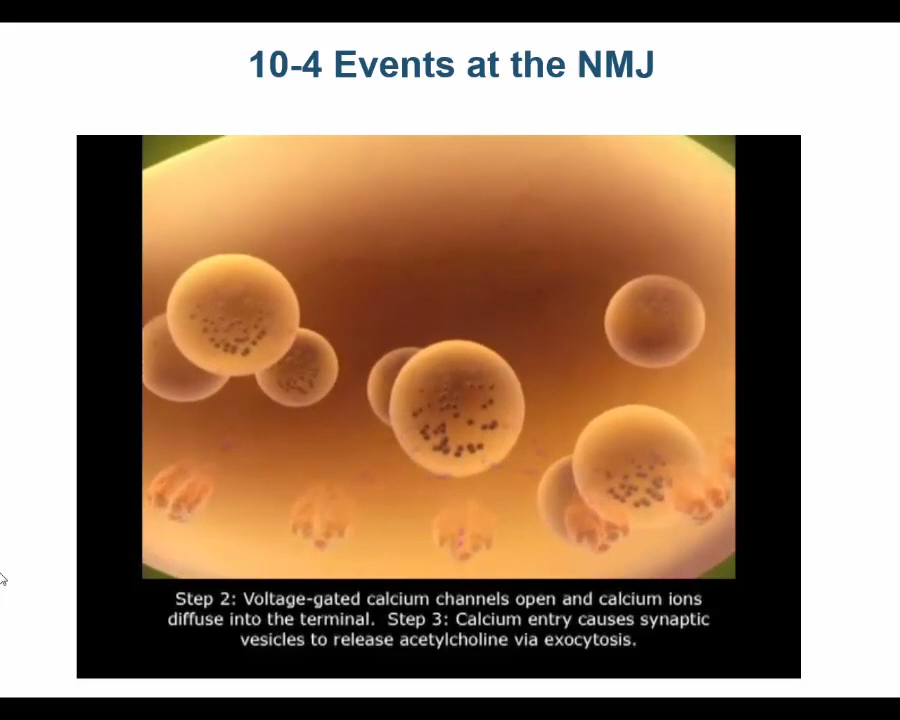 10-4 Events at the NMJ
Step 2: Voltage-gated calcium channels open and calcium ions
diffuse into the terminal.  Step 3: Calcium entry causes synaptic
vesicles to release acetylcholine via exocytosis.